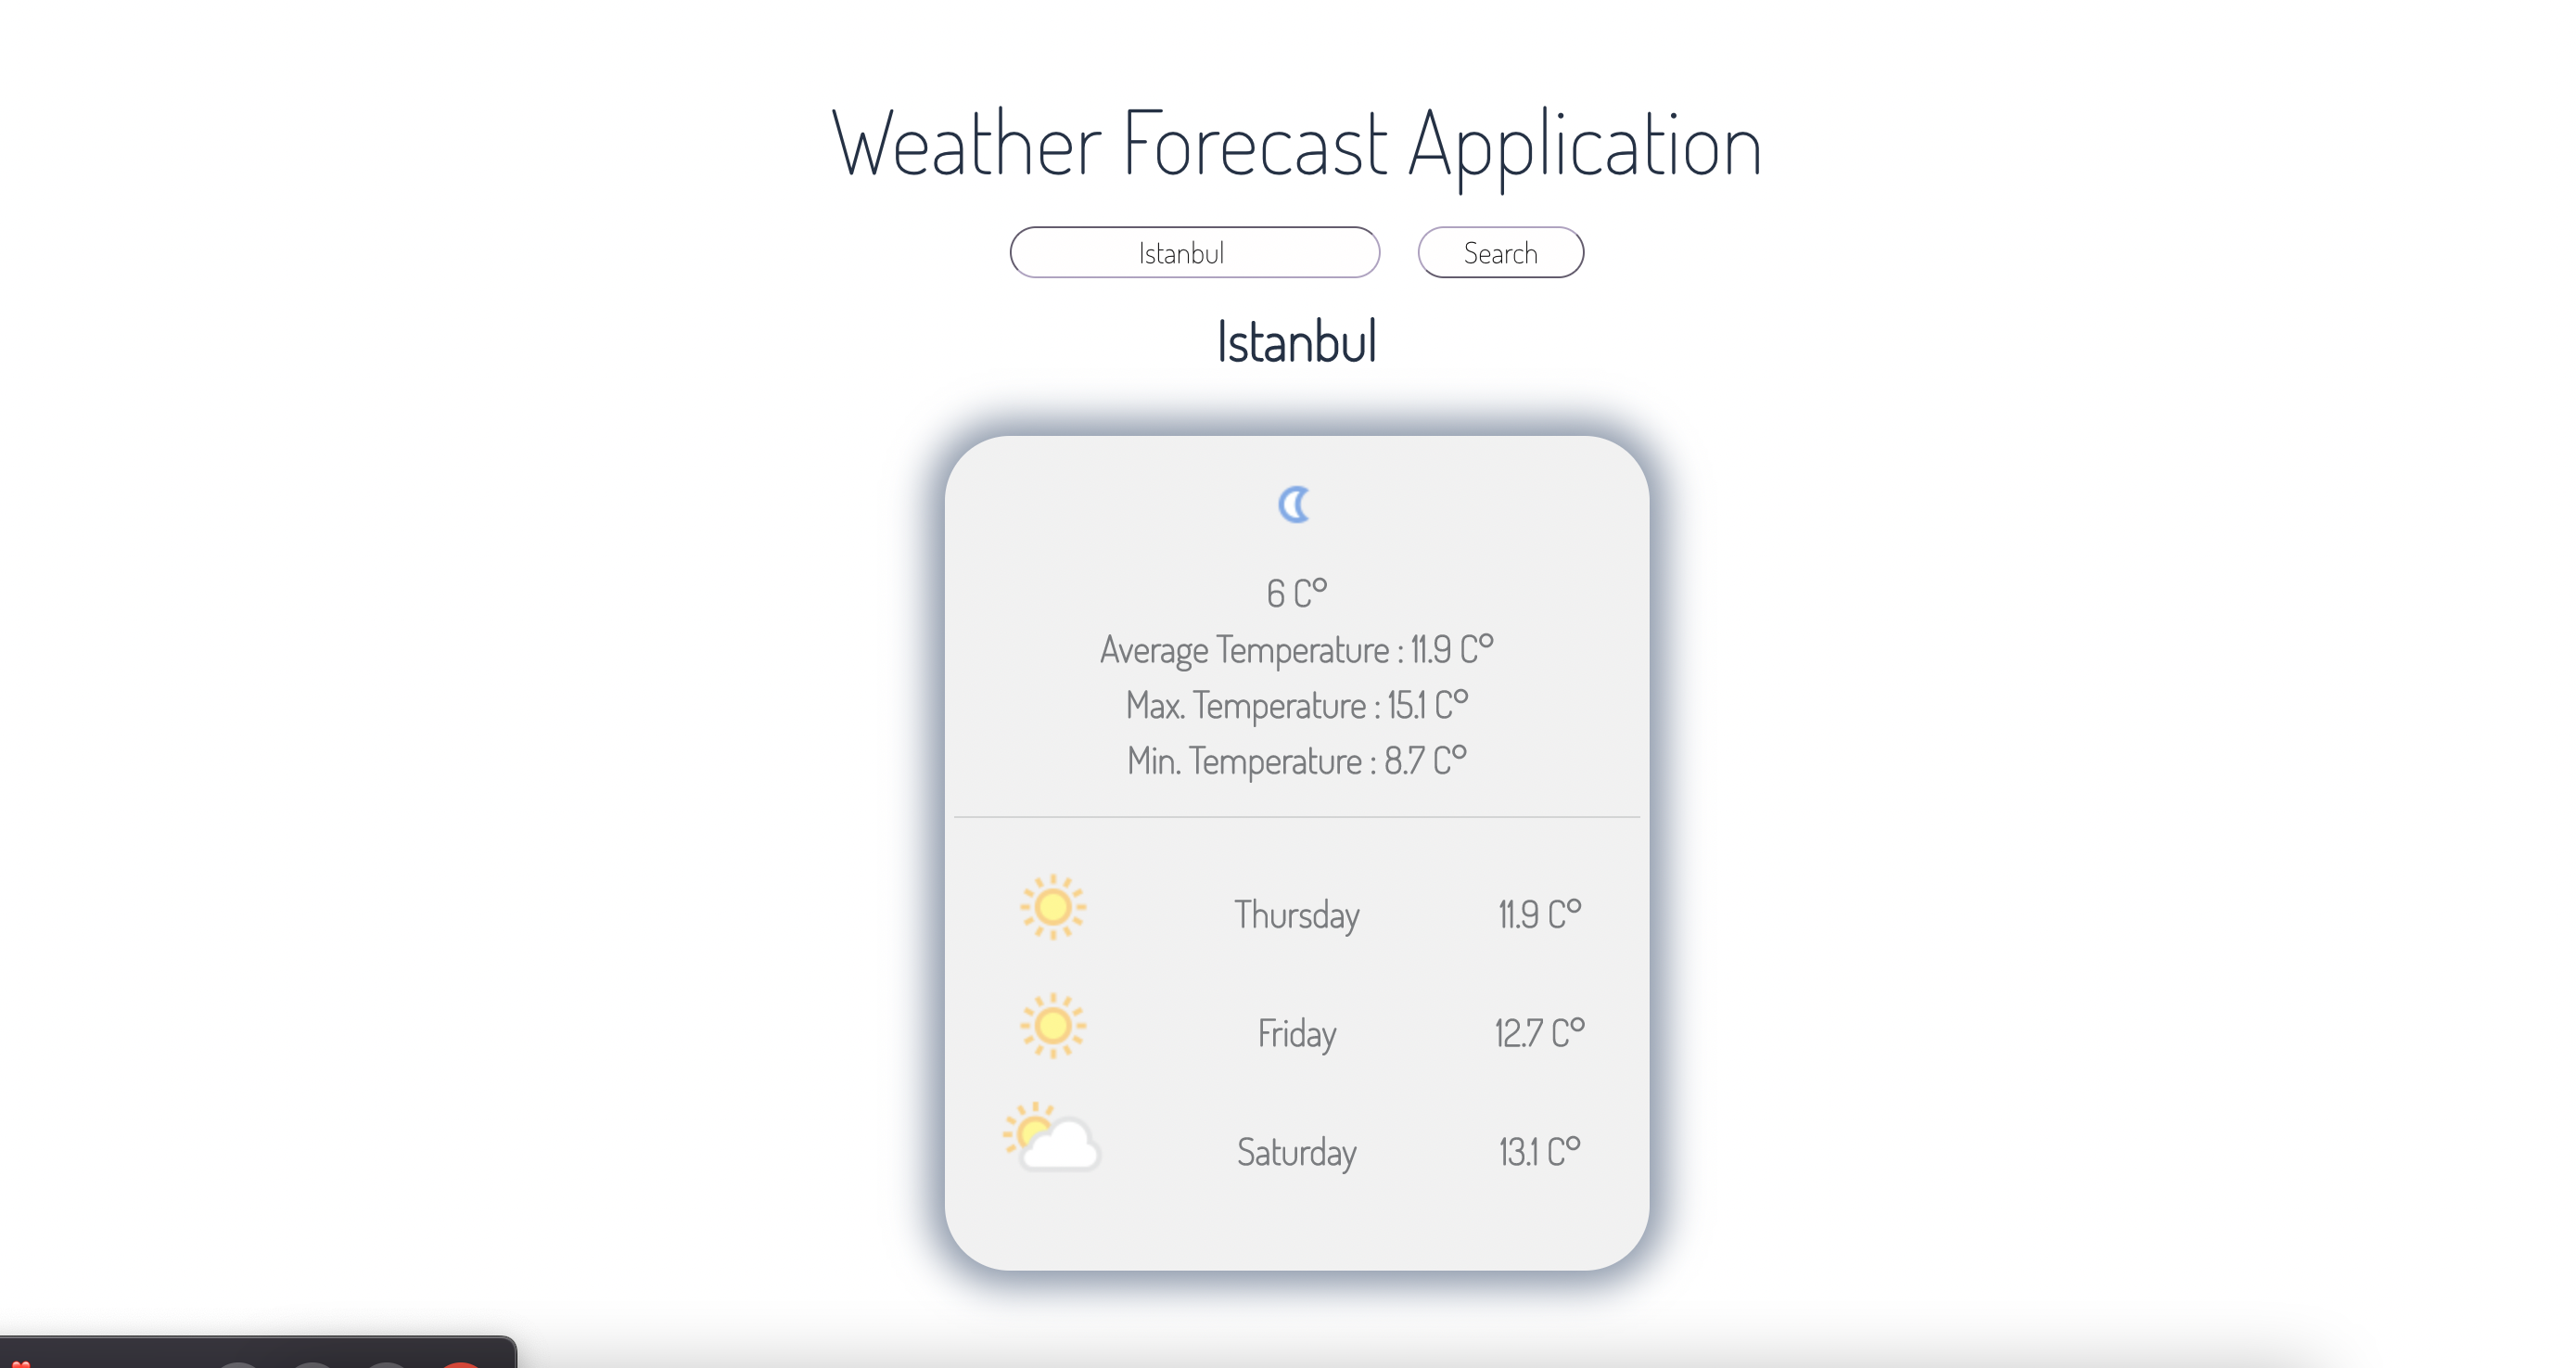 Weather Forecast Application
Istanbul Search
Istanbul
6 C°
Average Temperature : 11.9 C°
Max. Temperature : 15.1 C°
Min. Temperature : 8.7 C°
Thursday 11.9 C°
Friday 12.7 C°
Saturday 13.1 C°